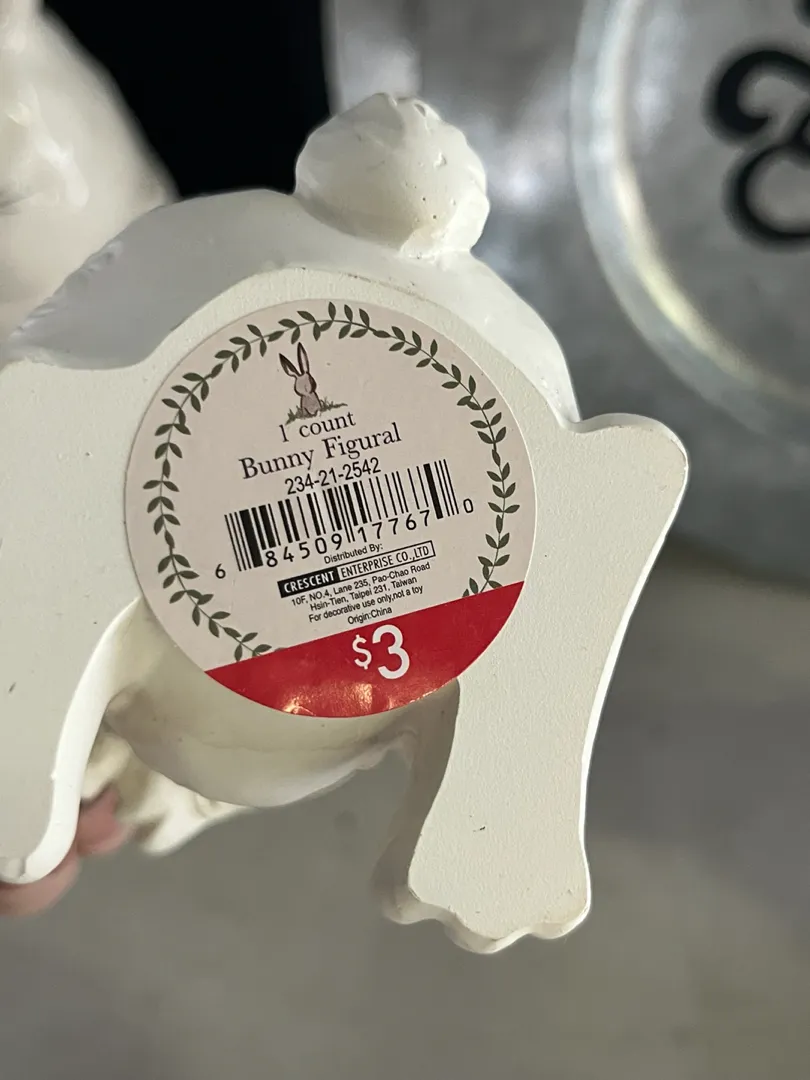 1 count
Bunny Figural
234-21-2542
6 84509 17767 0
Distributed By:
CRESCENT ENTERPRISE CO.,LTD
10F, NO.4, Lane 235, Pao-Chao Road
Hsin-Tien, Taipei 231, Taiwan
For decorative use only,not a toy
Origin:China
$3